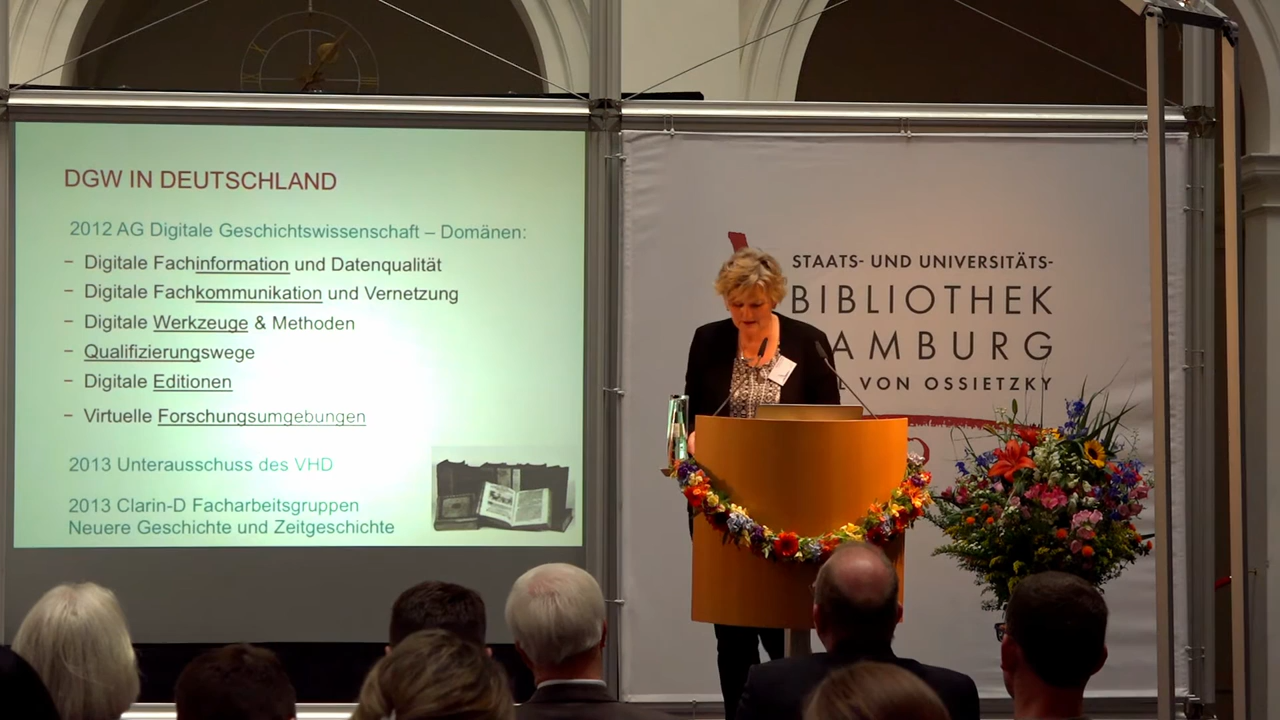 DGW IN DEUTSCHLAND
2012 AG Digitale Geschichtswissenschaft – Domänen:
– Digitale Fachinformation und Datenqualität
– Digitale Fachkommunikation und Vernetzung
– Digitale Werkzeuge & Methoden
– Qualifizierungswege
– Digitale Editionen
– Virtuelle Forschungsumgebungen
2013 Unterausschuss des VHD
2013 Clarin-D Facharbeitsgruppen
Neuere Geschichte und Zeitgeschichte
STAATS- UND UNIVERSITÄTS-
BIBLIOTHEK
AMBURG
VON OSSIETZKY